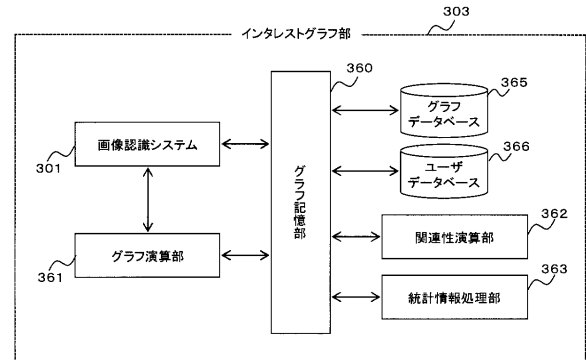 303
インタレストグラフ部
360
365
グラフ
データベース
画像認識システム
301
366
ユーザ
データベース
グラフ記憶部
362
関連性演算部
グラフ演算部
361
363
統計情報処理部